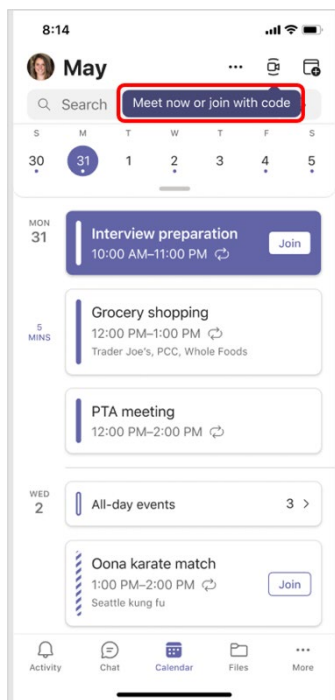 8:14
May
Search
Meet now or join with code
S M T W T F S
30 31 1 2 3 4 5
MON
31
Interview preparation
10:00 AM–11:00 PM
Join
5
MINS
Grocery shopping
12:00 PM–1:00 PM
Trader Joe's, PCC, Whole Foods
PTA meeting
12:00 PM–2:00 PM
WED
2
All-day events
3
Oona karate match
1:00 PM–2:00 PM
Seattle kung fu
Join
Activity Chat Calendar Files More